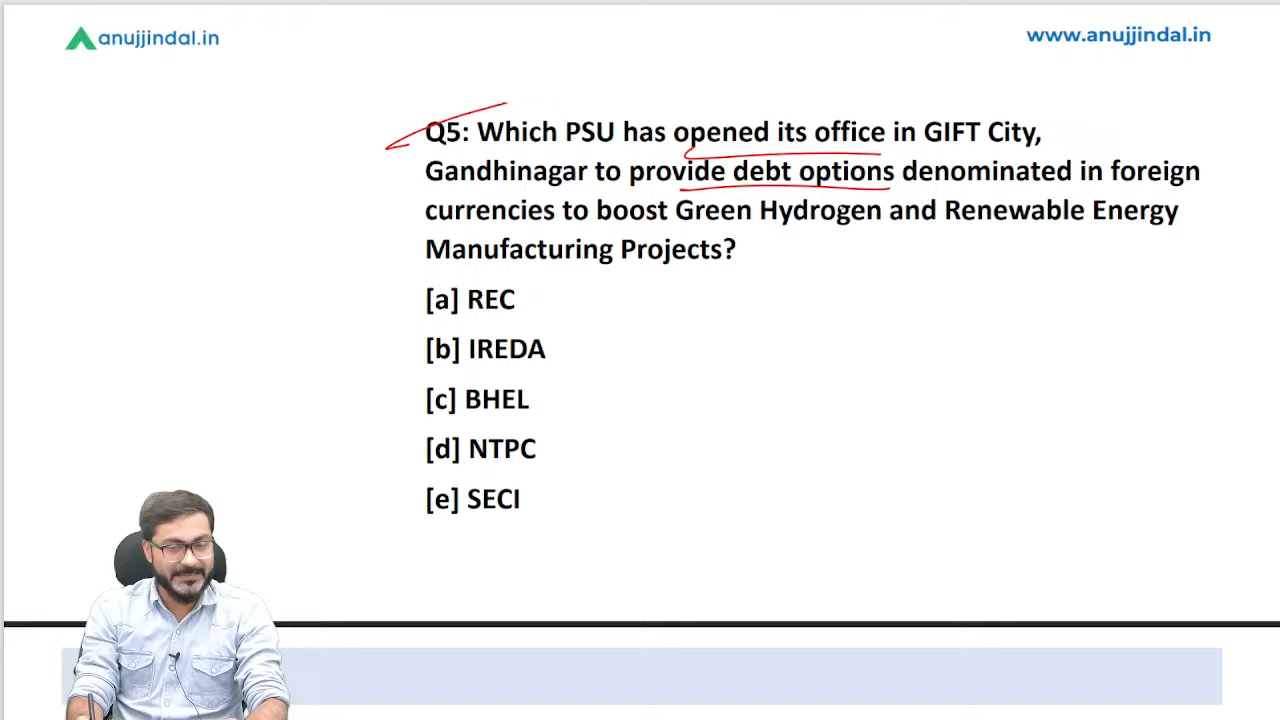 anujjindal.in
www.anujjindal.in
Q5: Which PSU has opened its office in GIFT City,
Gandhinagar to provide debt options denominated in foreign
currencies to boost Green Hydrogen and Renewable Energy
Manufacturing Projects?
[a] REC
[b] IREDA
[c] BHEL
[d] NTPC
[e] SECI